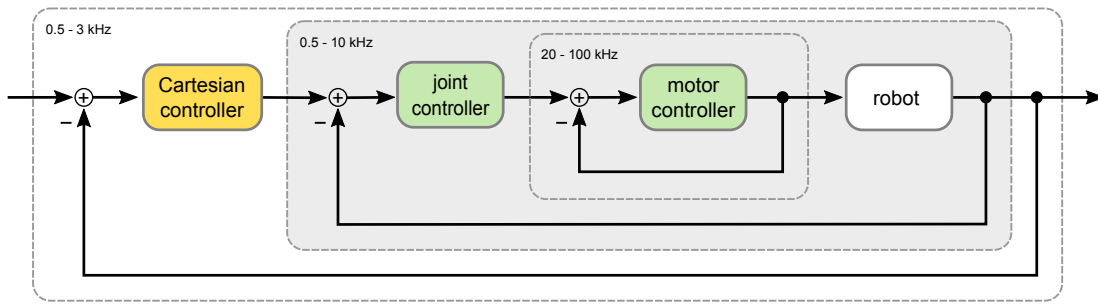 0.5 - 3 kHz
0.5 - 10 kHz
20 - 100 kHz
Cartesian
controller
joint
controller
motor
controller
robot